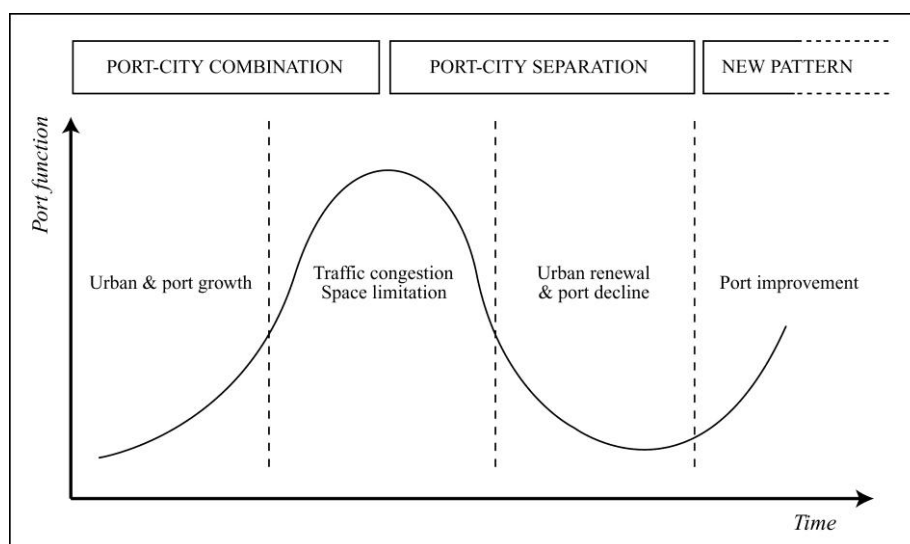 PORT-CITY COMBINATION
PORT-CITY SEPARATION
NEW PATTERN
Port function
Urban & port growth
Traffic congestion
Space limitation
Urban renewal
& port decline
Port improvement
Time